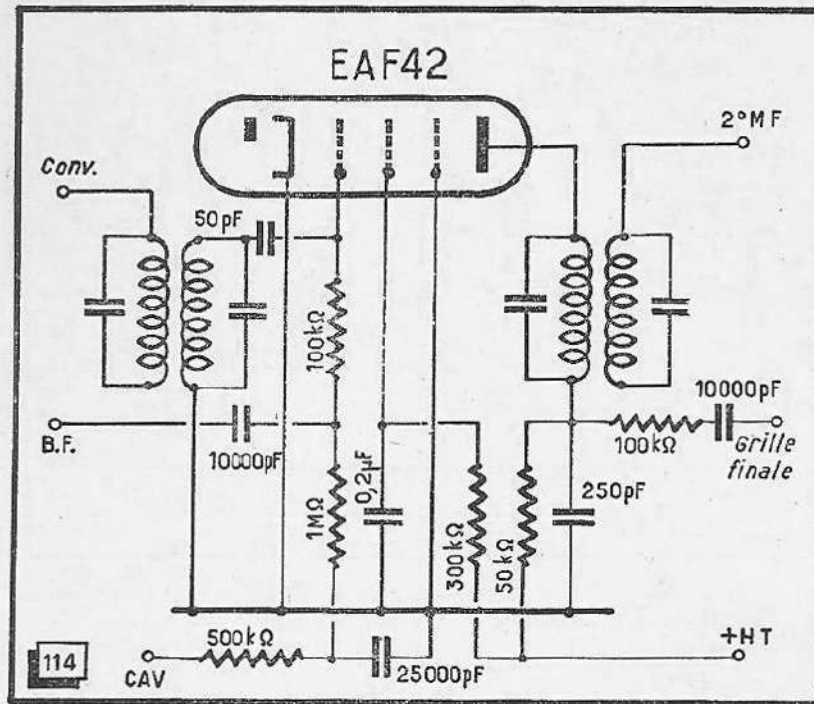 EAF42
2° M F
Conv.
50pF
100kΩ
10000pF
B.F.
10000pF
100kΩ
Grille
finale
1MΩ
0,2µF
300kΩ
50kΩ
250pF
500kΩ
+HT
CAV
25000pF
114